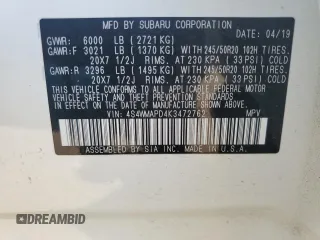 MFD BY SUBARU CORPORATION
GVWR: 6000 LB (2721 KG) DATE: 04/19
GAWR:F 3021 LB (1370 KG) WITH 245/50R20 102H TIRES,
20X7 1/2J RIMS, AT 230 KPA ( 33 PSI) COLD
GAWR:R 3296 LB (1495 KG) WITH 245/50R20 102H TIRES,
20X7 1/2J RIMS, AT 230 KPA ( 33 PSI) COLD
THIS VEHICLE CONFORMS TO ALL APPLICABLE
FEDERAL MOTOR VEHICLE SAFETY, BUMPER,
AND THEFT PREVENTION STANDARDS IN EFFECT ON
THE DATE OF MANUFACTURE SHOWN ABOVE.
VIN: 4S4WMAPD4K3472762 MPV
ASSEMBLED BY SIA INC. IN U.S.A.
AUTOBIDMASTER